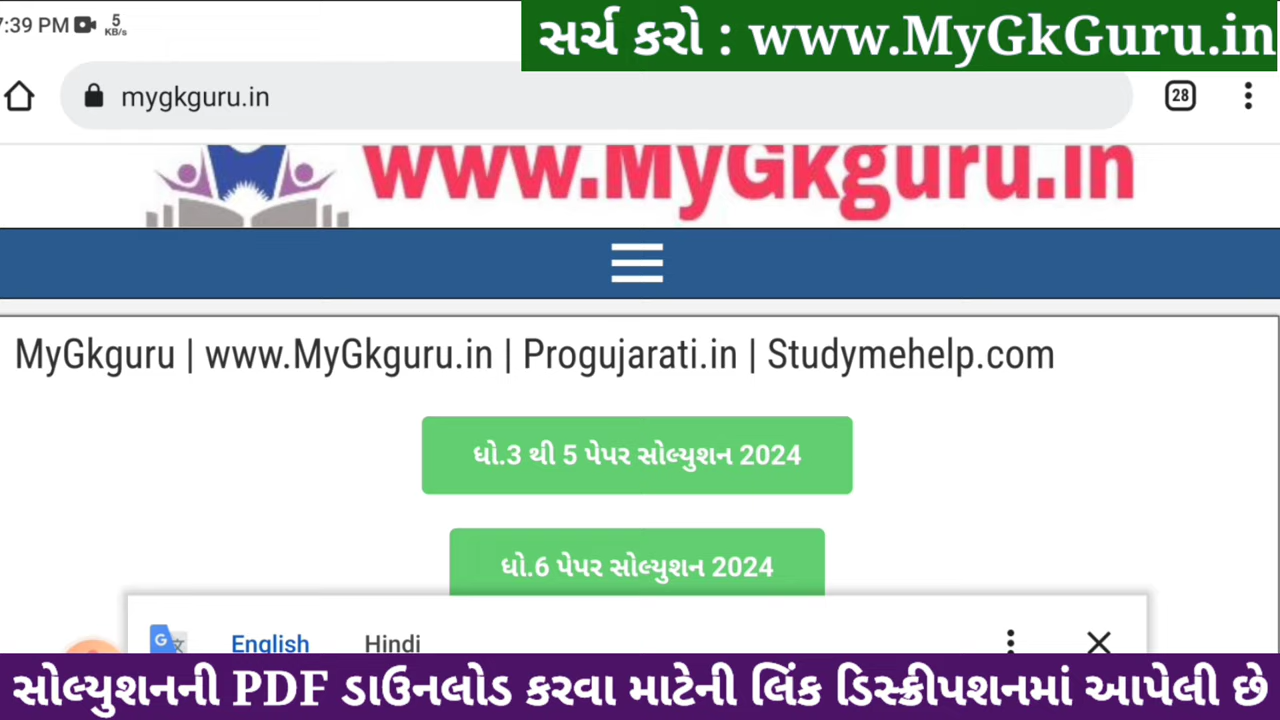 7:39 PM 5 KB/s
સર્ચ કરો : www.MyGkGuru.in
mygkguru.in 28
www.MyGkguru.in
MyGkguru | www.MyGkguru.in | Progujarati.in | Studymehelp.com
ધો.3 થી 5 પેપર સોલ્યુશન 2024
ધો.6 પેપર સોલ્યુશન 2024
G English Hindi
સોલ્યુશનની PDF ડાઉનલોડ કરવા માટેની લિંક ડિસ્ક્રીપશનમાં આપેલી છે